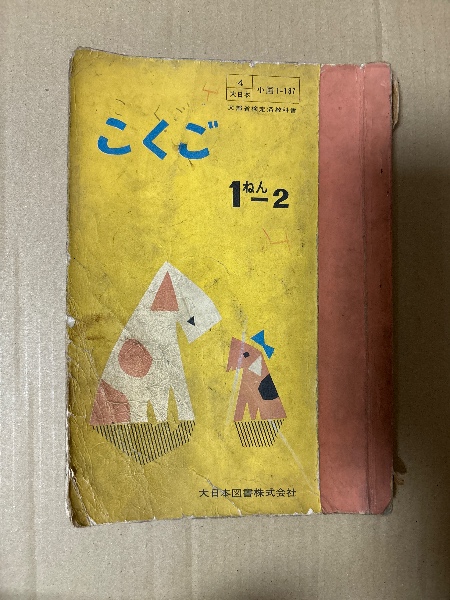 4
大日本
小国1-187
文部省検定済教科書
こくご
1ねん-2
大日本図書株式会社